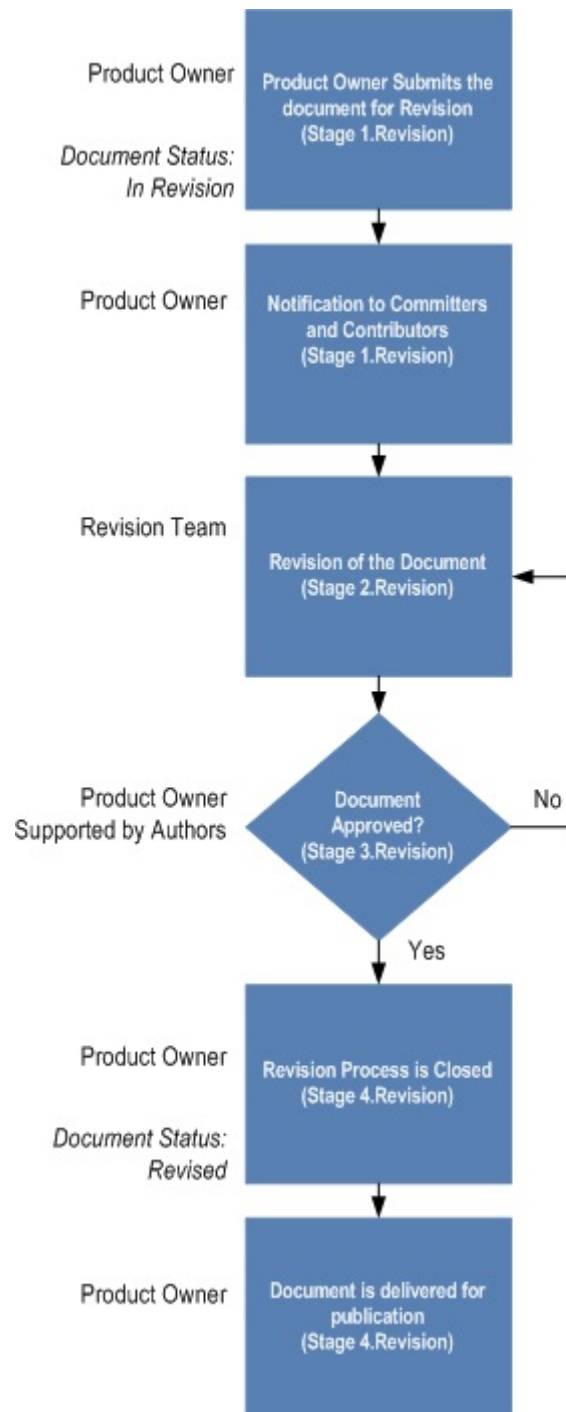 Product Owner
Product Owner Submits the
document for Revision
(Stage 1.Revision)
Document Status:
In Revision
Product Owner
Notification to Committers
and Contributors
(Stage 1.Revision)
Revision Team
Revision of the Document
(Stage 2.Revision)
Product Owner
Supported by Authors
Document
Approved?
(Stage 3.Revision)
No
Yes
Product Owner
Revision Process is Closed
(Stage 4.Revision)
Document Status:
Revised
Product Owner
Document is delivered for
publication
(Stage 4.Revision)